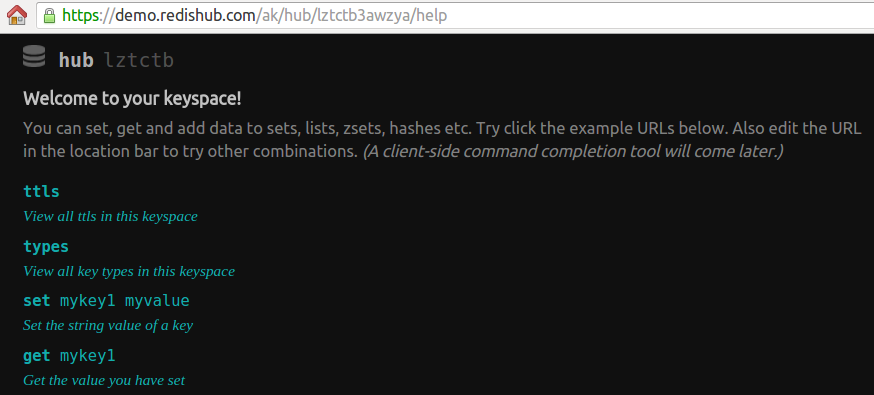 https://demo.redishub.com/ak/hub/lztctb3awzya/help
hub lztctb
Welcome to your keyspace!
You can set, get and add data to sets, lists, zsets, hashes etc. Try click the example URLs below. Also edit the URL
in the location bar to try other combinations. (A client-side command completion tool will come later.)
ttls
View all ttls in this keyspace
types
View all key types in this keyspace
set mykey1 myvalue
Set the string value of a key
get mykey1
Get the value you have set